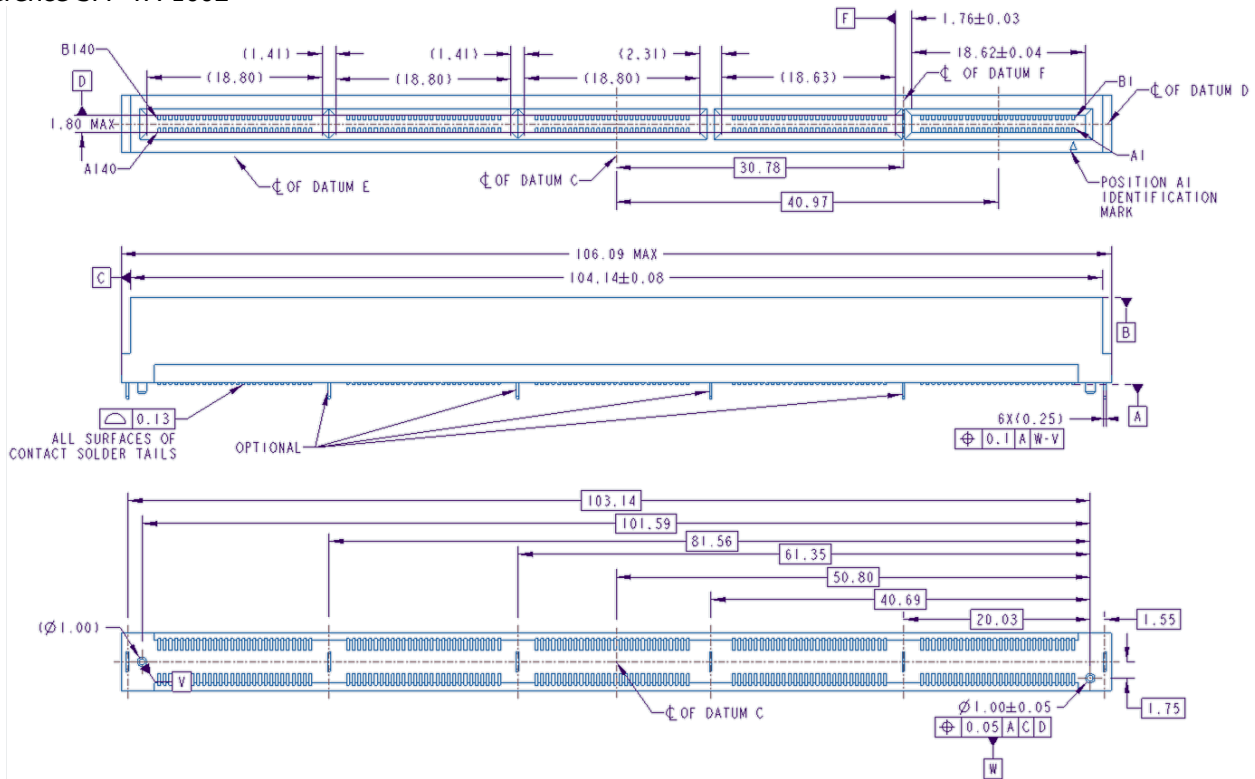 F
1.76±0.03
B140
(1.41)
(1.41)
(2.31)
18.62±0.04
D
(18.80)
(18.80)
(18.80)
(18.63)
℄ OF DATUM F
B1
℄ OF DATUM D
1.80 MAX
A140
A1
℄ OF DATUM E
℄ OF DATUM C
30.78
POSITION A1
IDENTIFICATION
MARK
40.97
106.09 MAX
C
104.14±0.08
B
⌓ 0.13
ALL SURFACES OF
CONTACT SOLDER TAILS
OPTIONAL
6X(0.25)
⌖ 0.1 A W-V
A
103.14
101.59
81.56
61.35
50.80
40.69
20.03
1.55
(Ø1.00)
V
℄ OF DATUM C
Ø1.00±0.05
⌖ 0.05 A C D
W
1.75